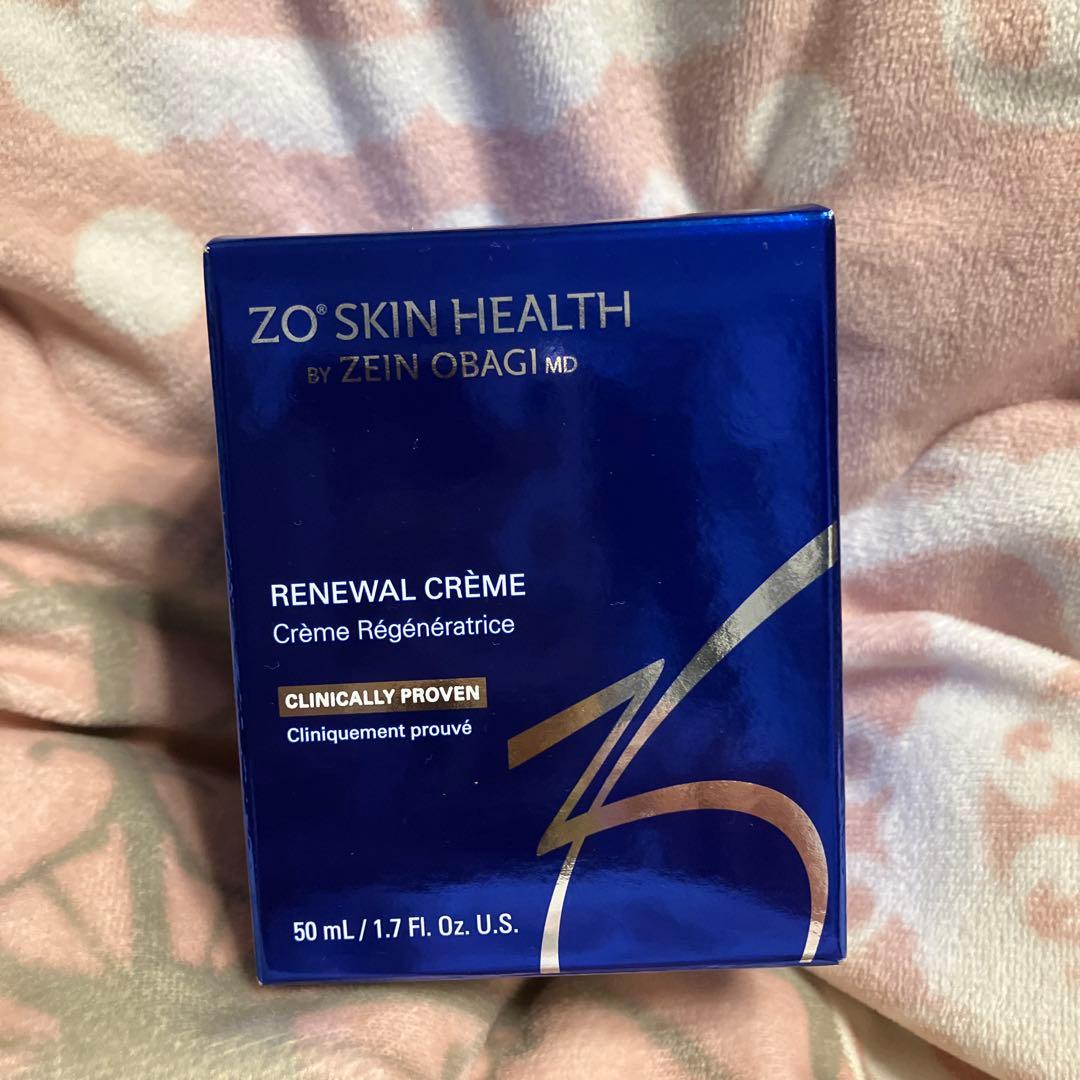 ZO® SKIN HEALTH
BY ZEIN OBAGI MD
RENEWAL CRÈME
Crème Régénératrice
CLINICALLY PROVEN
Cliniquement prouvé
50 mL / 1.7 Fl. Oz. U.S.